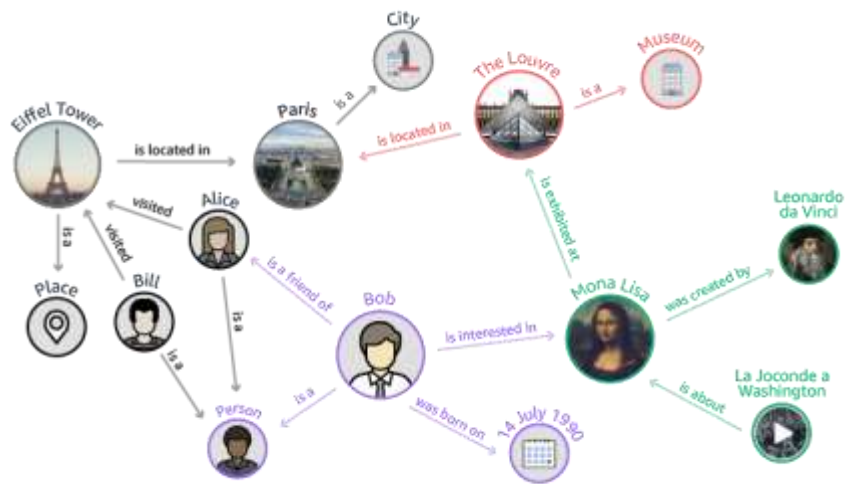 City
The Louvre
Museum
is a
is a
Eiffel Tower
Paris
is located in
is located in
Alice
visited
visited
is a
is exhibited at
Leonardo
da Vinci
Place
Bill
is a friend of
Bob
Mona Lisa
was created by
is a
is interested in
is a
La Joconde a
Washington
is about
Person
is a
was born on
14 July 1990